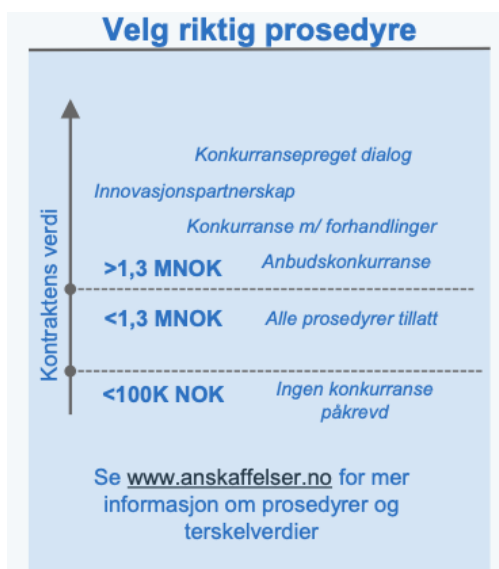 Velg riktig prosedyre
Kontraktens verdi
Konkurransepreget dialog
Innovasjonspartnerskap
Konkurranse m/ forhandlinger
>1,3 MNOK Anbudskonkurranse
<1,3 MNOK Alle prosedyrer tillatt
<100K NOK Ingen konkurranse
påkrevd
Se www.anskaffelser.no for mer
informasjon om prosedyrer og
terskelverdier